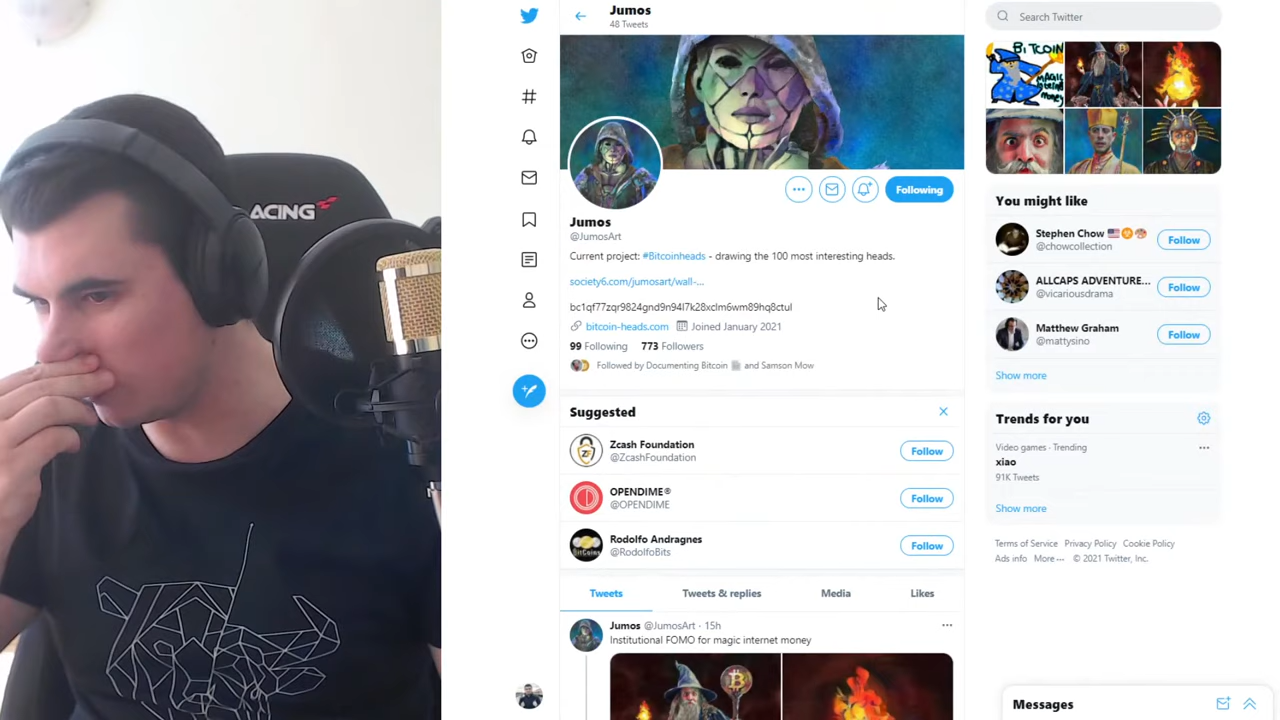 ACING
Jumos
48 Tweets
Following
Jumos
@JumosArt
Current project: #Bitcoinheads - drawing the 100 most interesting heads.
society6.com/jumosart/wall-...
bc1qf77zqr9824gnd9n94l7k28xclm6wm89hq8ctul
bitcoin-heads.com Joined January 2021
99 Following 773 Followers
Followed by Documenting Bitcoin and Samson Mow
Suggested
Zcash Foundation
@ZcashFoundation
Follow
OPENDIME®
@OPENDIME
Follow
Rodolfo Andragnes
@RodolfoBits
Follow
Tweets Tweets & replies Media Likes
Jumos @JumosArt · 15h
Institutional FOMO for magic internet money
Search Twitter
BiTCOIN
MAGIC
You might like
Stephen Chow
@chowcollection
Follow
ALLCAPS ADVENTURE...
@vicariousdrama
Follow
Matthew Graham
@mattysino
Follow
Show more
Trends for you
Video games · Trending
xiao
91K Tweets
Show more
Terms of Service Privacy Policy Cookie Policy
Ads info More ··· © 2021 Twitter, Inc.
Messages